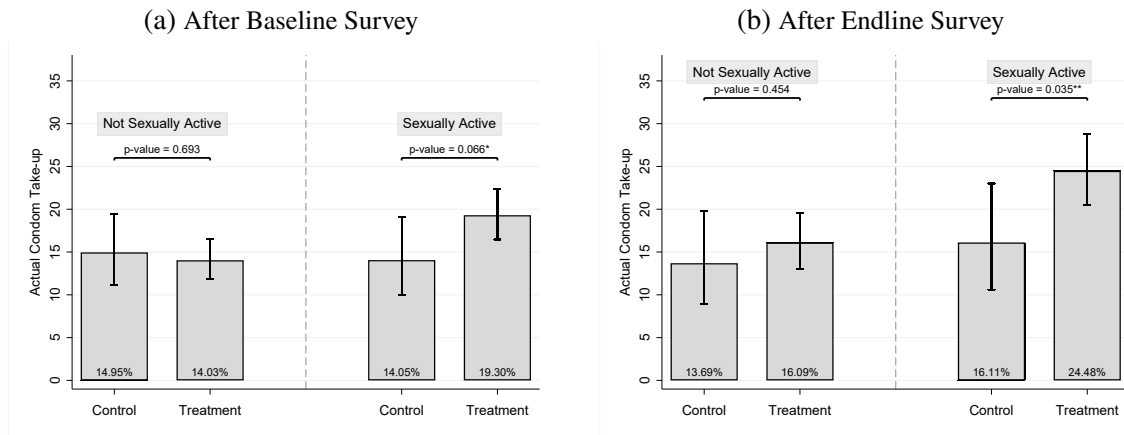 (a) After Baseline Survey
Actual Condom Take-up
35
30
25
20
15
10
5
0
Not Sexually Active
p-value = 0.693
Sexually Active
p-value = 0.066*
14.95%
14.03%
14.05%
19.30%
Control
Treatment
Control
Treatment
(b) After Endline Survey
Actual Condom Take-up
35
30
25
20
15
10
5
0
Not Sexually Active
p-value = 0.454
Sexually Active
p-value = 0.035**
13.69%
16.09%
16.11%
24.48%
Control
Treatment
Control
Treatment